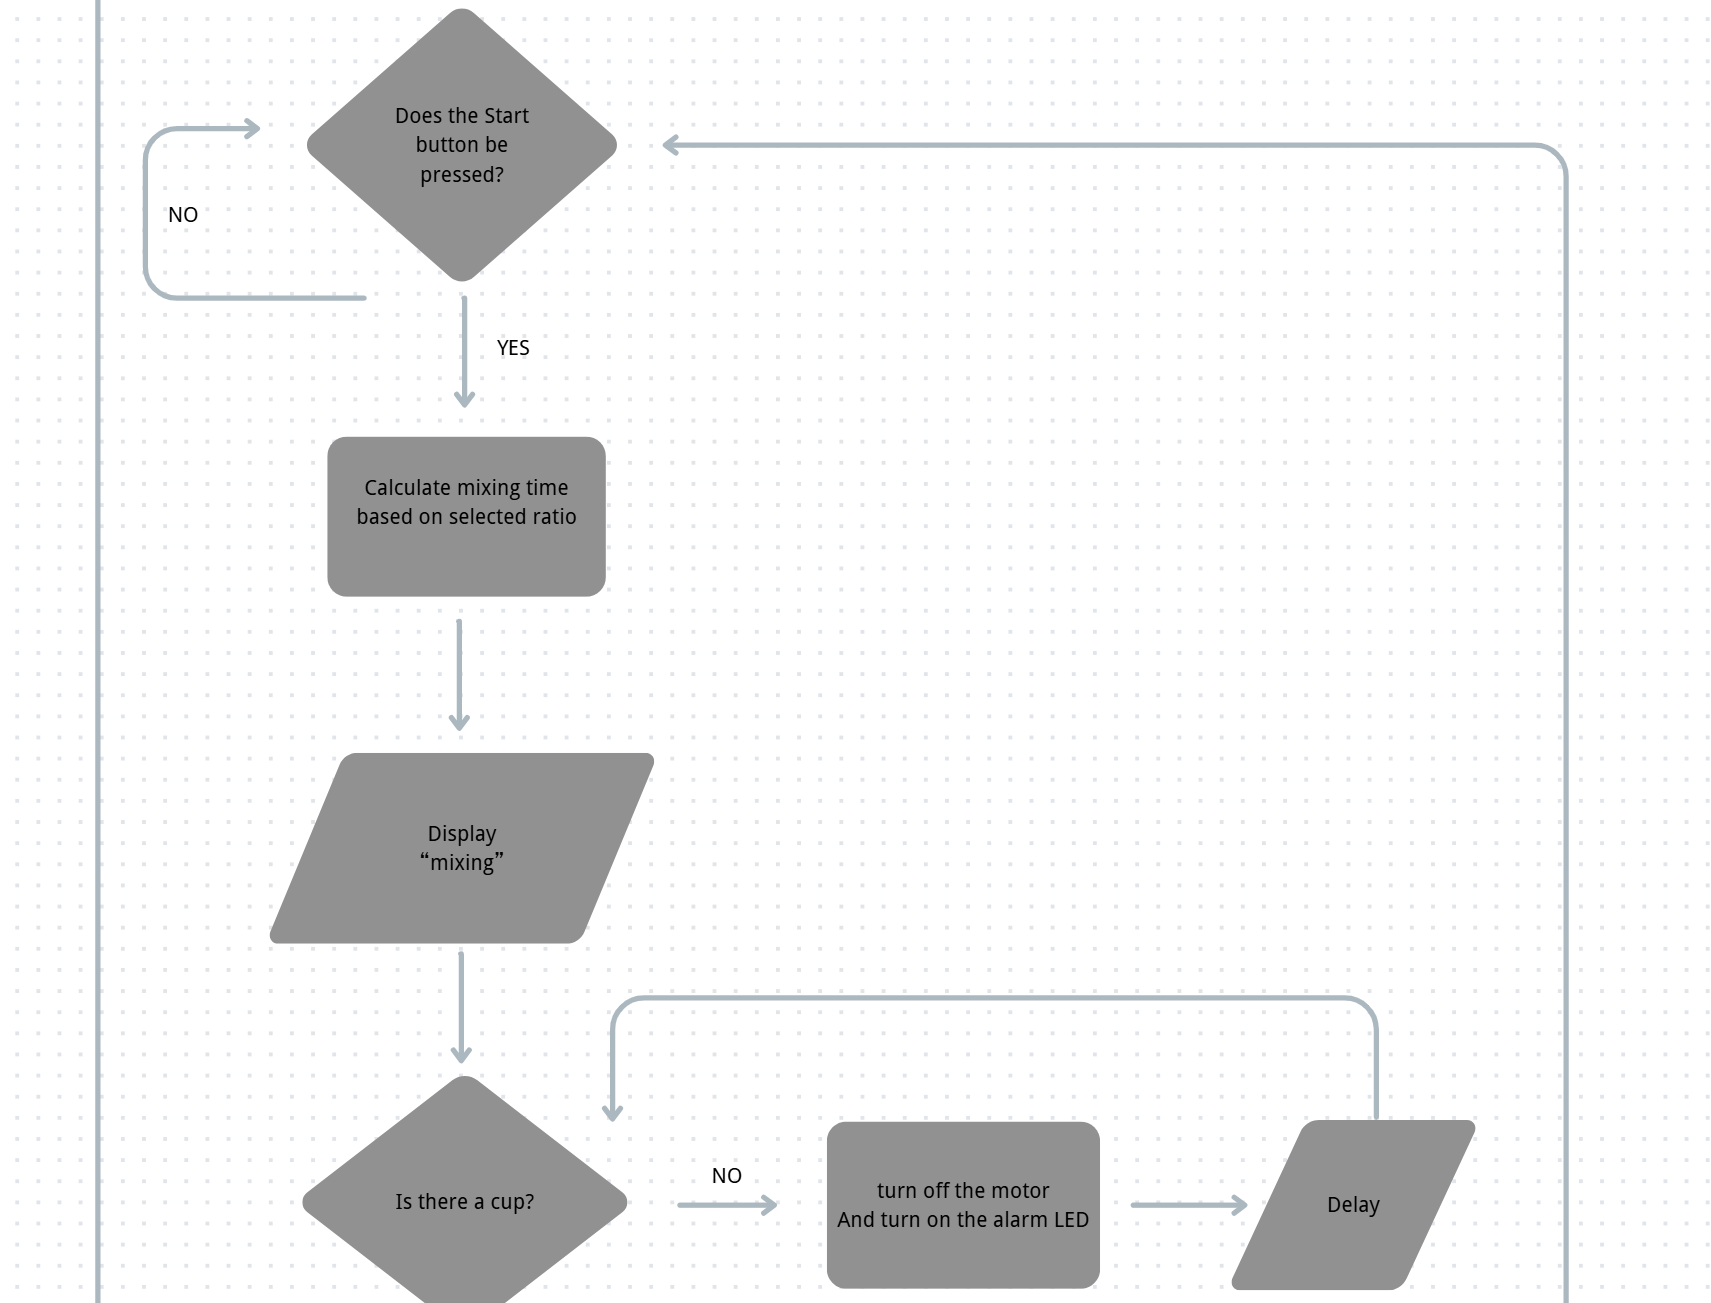 Does the Start
button be
pressed?
NO
YES
Calculate mixing time
based on selected ratio
Display
“mixing”
Is there a cup?
NO
turn off the motor
And turn on the alarm LED
Delay